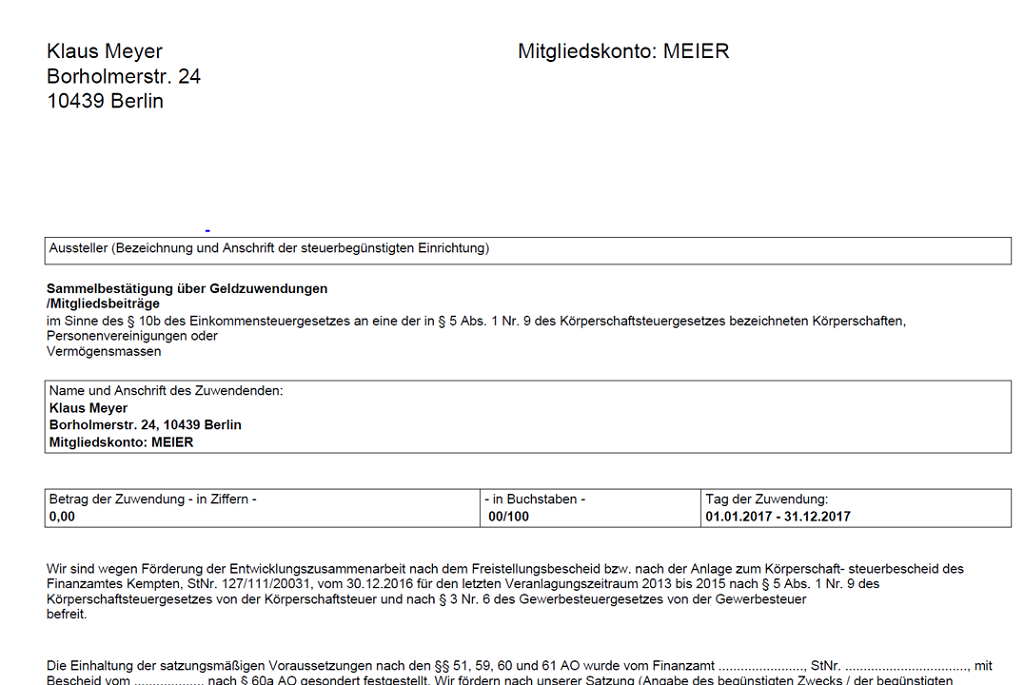 Klaus Meyer
Mitgliedskonto: MEIER
Borholmerstr. 24
10439 Berlin
-
Aussteller (Bezeichnung und Anschrift der steuerbegünstigten Einrichtung)
Sammelbestätigung über Geldzuwendungen
/Mitgliedsbeiträge
im Sinne des § 10b des Einkommensteuergesetzes an eine der in § 5 Abs. 1 Nr. 9 des Körperschaftsteuergesetzes bezeichneten Körperschaften,
Personenvereinigungen oder
Vermögensmassen
Name und Anschrift des Zuwendenden:
Klaus Meyer
Borholmerstr. 24, 10439 Berlin
Mitgliedskonto: MEIER
Betrag der Zuwendung - in Ziffern -
0,00
- in Buchstaben -
00/100
Tag der Zuwendung:
01.01.2017 - 31.12.2017
Wir sind wegen Förderung der Entwicklungszusammenarbeit nach dem Freistellungsbescheid bzw. nach der Anlage zum Körperschaft- steuerbescheid des
Finanzamtes Kempten, StNr. 127/111/20031, vom 30.12.2016 für den letzten Veranlagungszeitraum 2013 bis 2015 nach § 5 Abs. 1 Nr. 9 des
Körperschaftsteuergesetzes von der Körperschaftsteuer und nach § 3 Nr. 6 des Gewerbesteuergesetzes von der Gewerbesteuer
befreit.
Die Einhaltung der satzungsmäßigen Voraussetzungen nach den §§ 51, 59, 60 und 61 AO wurde vom Finanzamt ......................., StNr. .................................., mit
Bescheid vom ................... nach § 60a AO gesondert festgestellt. Wir fördern nach unserer Satzung (Angabe des begünstigten Zwecks / der begünstigten